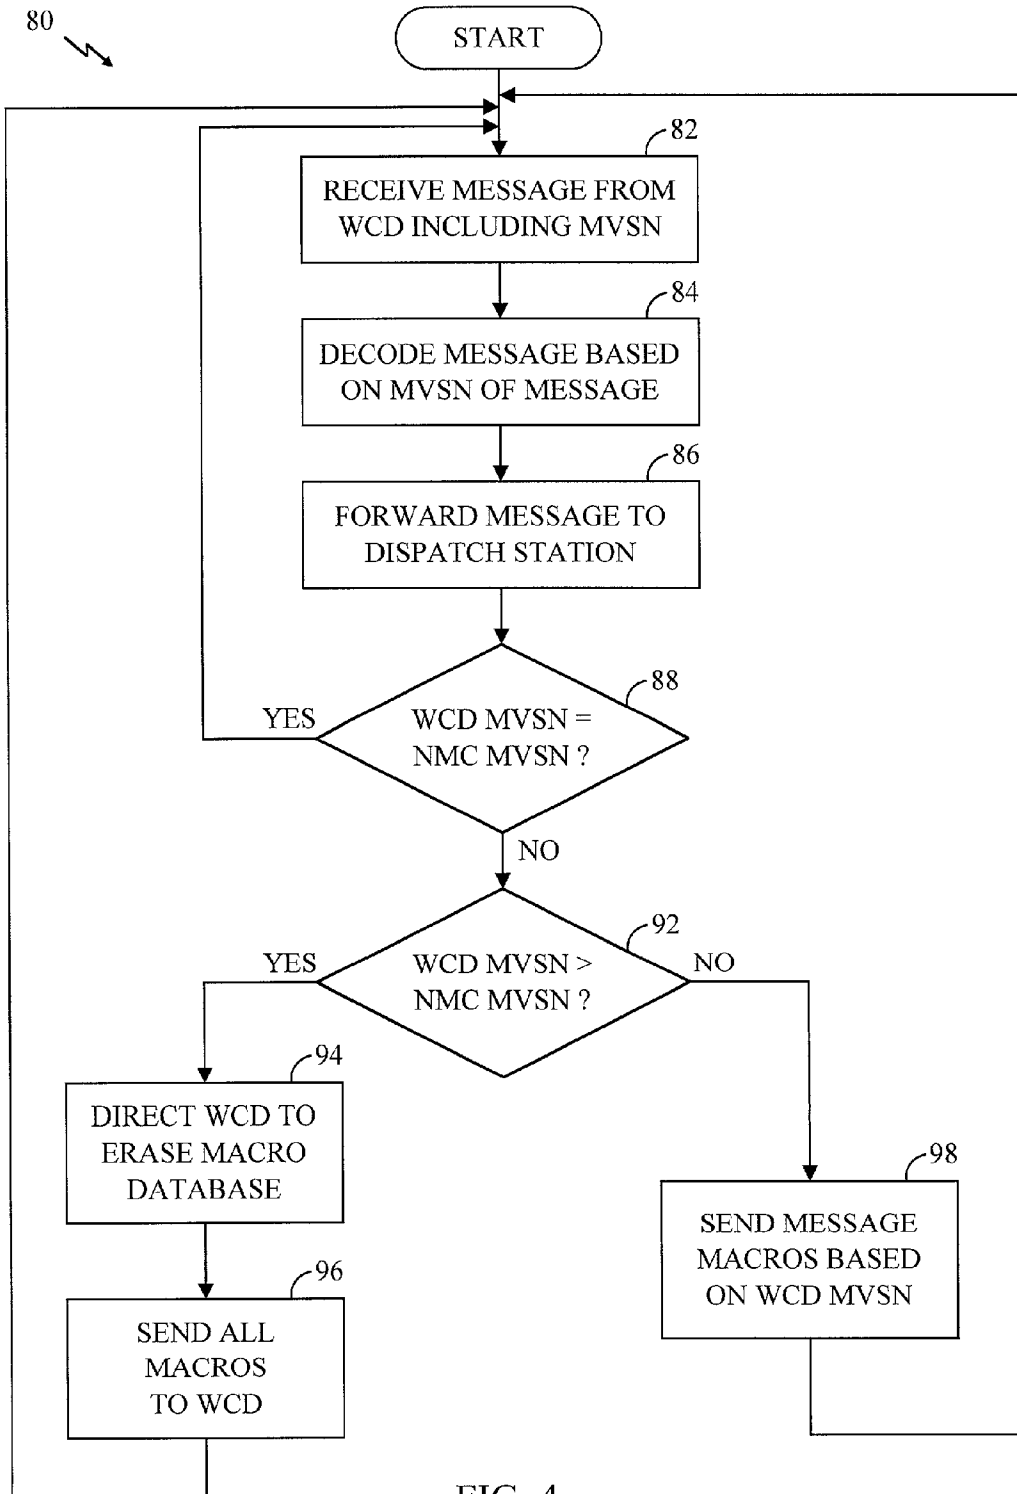 80
START
82
RECEIVE MESSAGE FROM
WCD INCLUDING MVSN
84
DECODE MESSAGE BASED
ON MVSN OF MESSAGE
86
FORWARD MESSAGE TO
DISPATCH STATION
88
YES
WCD MVSN =
NMC MVSN ?
NO
92
YES
WCD MVSN >
NMC MVSN ?
NO
94
DIRECT WCD TO
ERASE MACRO
DATABASE
98
SEND MESSAGE
MACROS BASED
ON WCD MVSN
96
SEND ALL
MACROS
TO WCD
FIG. 4